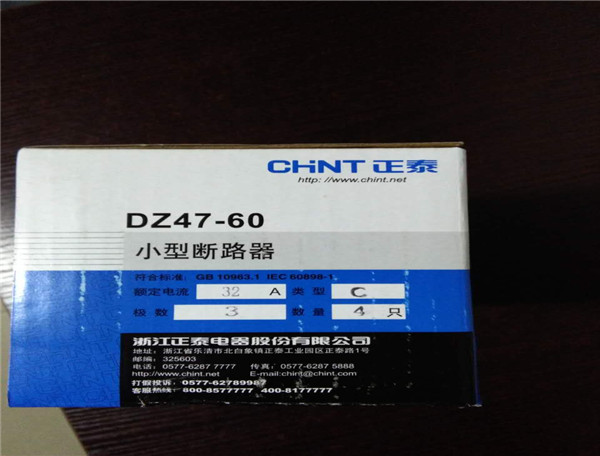 CHINT 正泰
http: //www.chint.net
DZ47-60
小型断路器
符合标准: GB 10963.1 IEC 60898-1
额定电流 32 A 类型 C
极数 3 数量 4 只
浙江正泰电器股份有限公司
地址: 浙江省乐清市北白象镇正泰工业园区正泰路1号
邮编: 325603
电话: 0577-6287 7777 传真: 0577-6287 5888
http://www.chint.net E-mail:chint@chint.com
打假投诉: 0577-62789987
客服热线: 800-8577777 400-8177777